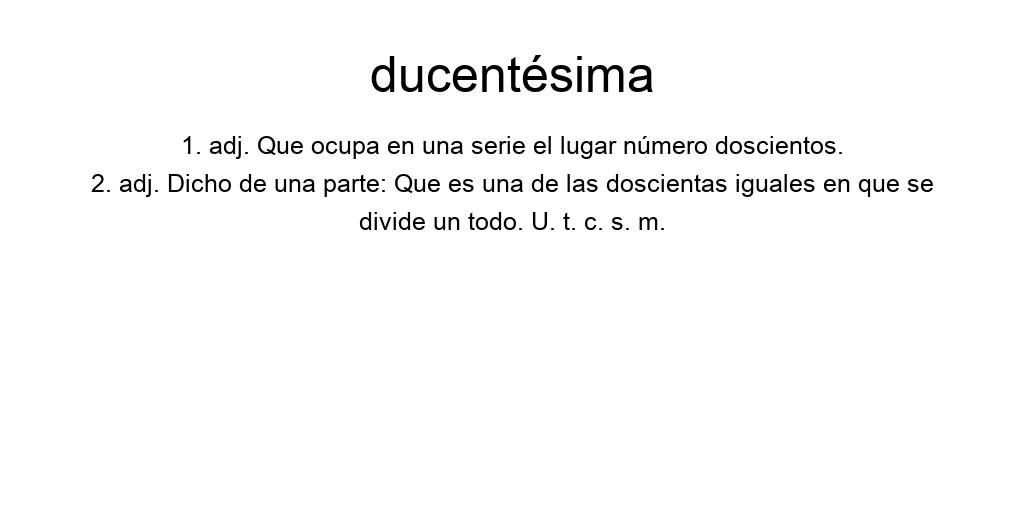 ducentésima
1. adj. Que ocupa en una serie el lugar número doscientos.
2. adj. Dicho de una parte: Que es una de las doscientas iguales en que se
divide un todo. U. t. c. s. m.